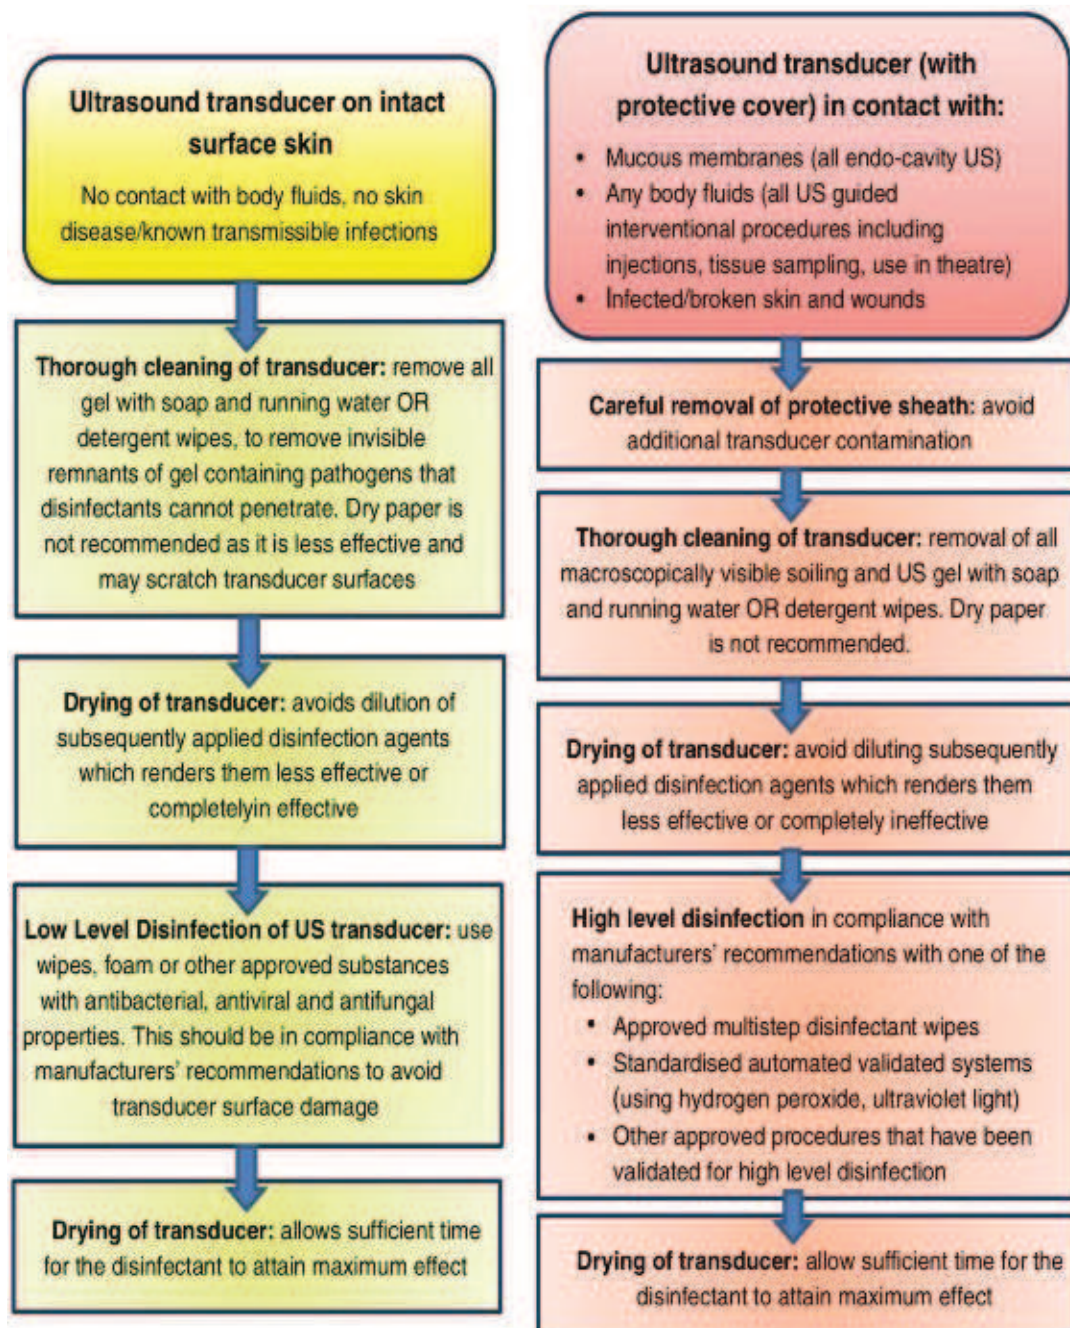 Ultrasound transducer on intact
surface skin
No contact with body fluids, no skin
disease/known transmissible infections
Thorough cleaning of transducer: remove all
gel with soap and running water OR
detergent wipes, to remove invisible
remnants of gel containing pathogens that
disinfectants cannot penetrate. Dry paper is
not recommended as it is less effective and
may scratch transducer surfaces
Drying of transducer: avoids dilution of
subsequently applied disinfection agents
which renders them less effective or
completelyin effective
Low Level Disinfection of US transducer: use
wipes, foam or other approved substances
with antibacterial, antiviral and antifungal
properties. This should be in compliance with
manufacturers' recommendations to avoid
transducer surface damage
Drying of transducer: allows sufficient time
for the disinfectant to attain maximum effect
Ultrasound transducer (with
protective cover) in contact with:
• Mucous membranes (all endo-cavity US)
• Any body fluids (all US guided
interventional procedures including
injections, tissue sampling, use in theatre)
• Infected/broken skin and wounds
Careful removal of protective sheath: avoid
additional transducer contamination
Thorough cleaning of transducer: removal of all
macroscopically visible soiling and US gel with soap
and running water OR detergent wipes. Dry paper
is not recommended.
Drying of transducer: avoid diluting subsequently
applied disinfection agents which renders them
less effective or completely ineffective
High level disinfection in compliance with
manufacturers' recommendations with one of the
following:
• Approved multistep disinfectant wipes
• Standardised automated validated systems
(using hydrogen peroxide, ultraviolet light)
• Other approved procedures that have been
validated for high level disinfection
Drying of transducer: allow sufficient time for the
disinfectant to attain maximum effect